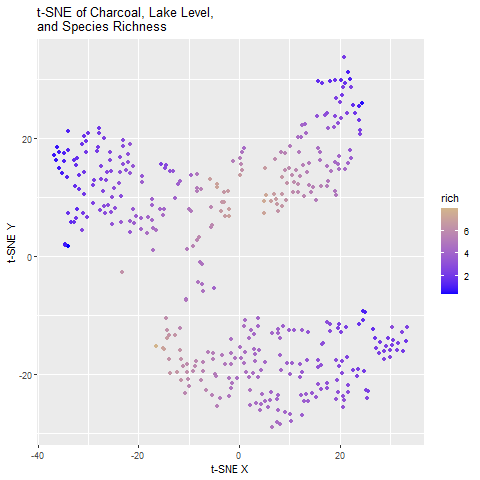 t-SNE of Charcoal, Lake Level,
and Species Richness
20
0
-20
-40
-20
0
20
t-SNE X
t-SNE Y
rich
6
4
2